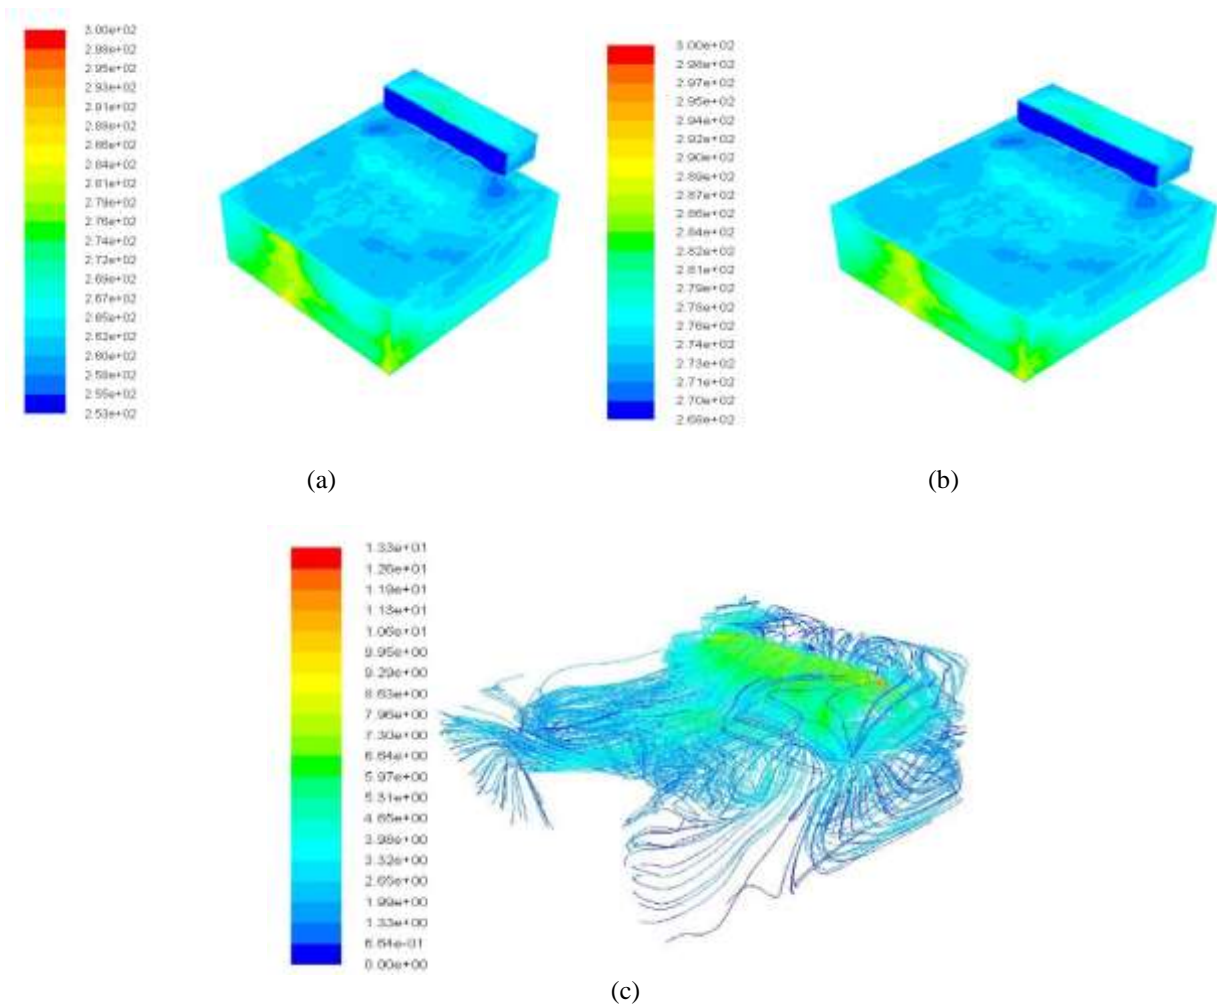 3.00e+02
2.98e+02
2.95e+02
2.93e+02
2.91e+02
2.88e+02
2.86e+02
2.84e+02
2.81e+02
2.79e+02
2.76e+02
2.74e+02
2.72e+02
2.69e+02
2.67e+02
2.65e+02
2.62e+02
2.60e+02
2.58e+02
2.55e+02
2.53e+02
(a)
3.00e+02
2.98e+02
2.97e+02
2.95e+02
2.94e+02
2.92e+02
2.90e+02
2.89e+02
2.87e+02
2.86e+02
2.84e+02
2.82e+02
2.81e+02
2.79e+02
2.78e+02
2.76e+02
2.74e+02
2.73e+02
2.71e+02
2.70e+02
2.68e+02
(b)
1.33e+01
1.26e+01
1.19e+01
1.13e+01
1.06e+01
9.95e+00
9.29e+00
8.63e+00
7.96e+00
7.30e+00
6.64e+00
5.97e+00
5.31e+00
4.65e+00
3.98e+00
3.32e+00
2.65e+00
1.99e+00
1.33e+00
6.64e-01
0.00e+00
(c)